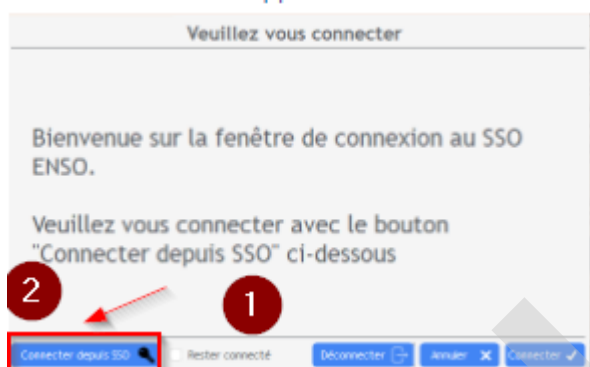 Veuillez vous connecter
Bienvenue sur la fenêtre de connexion au SSO
ENSO.
Veuillez vous connecter avec le bouton
"Connecter depuis SSO" ci-dessous
2
1
Connecter depuis SSO
Rester connecté
Déconnecter
Annuler
Connecter